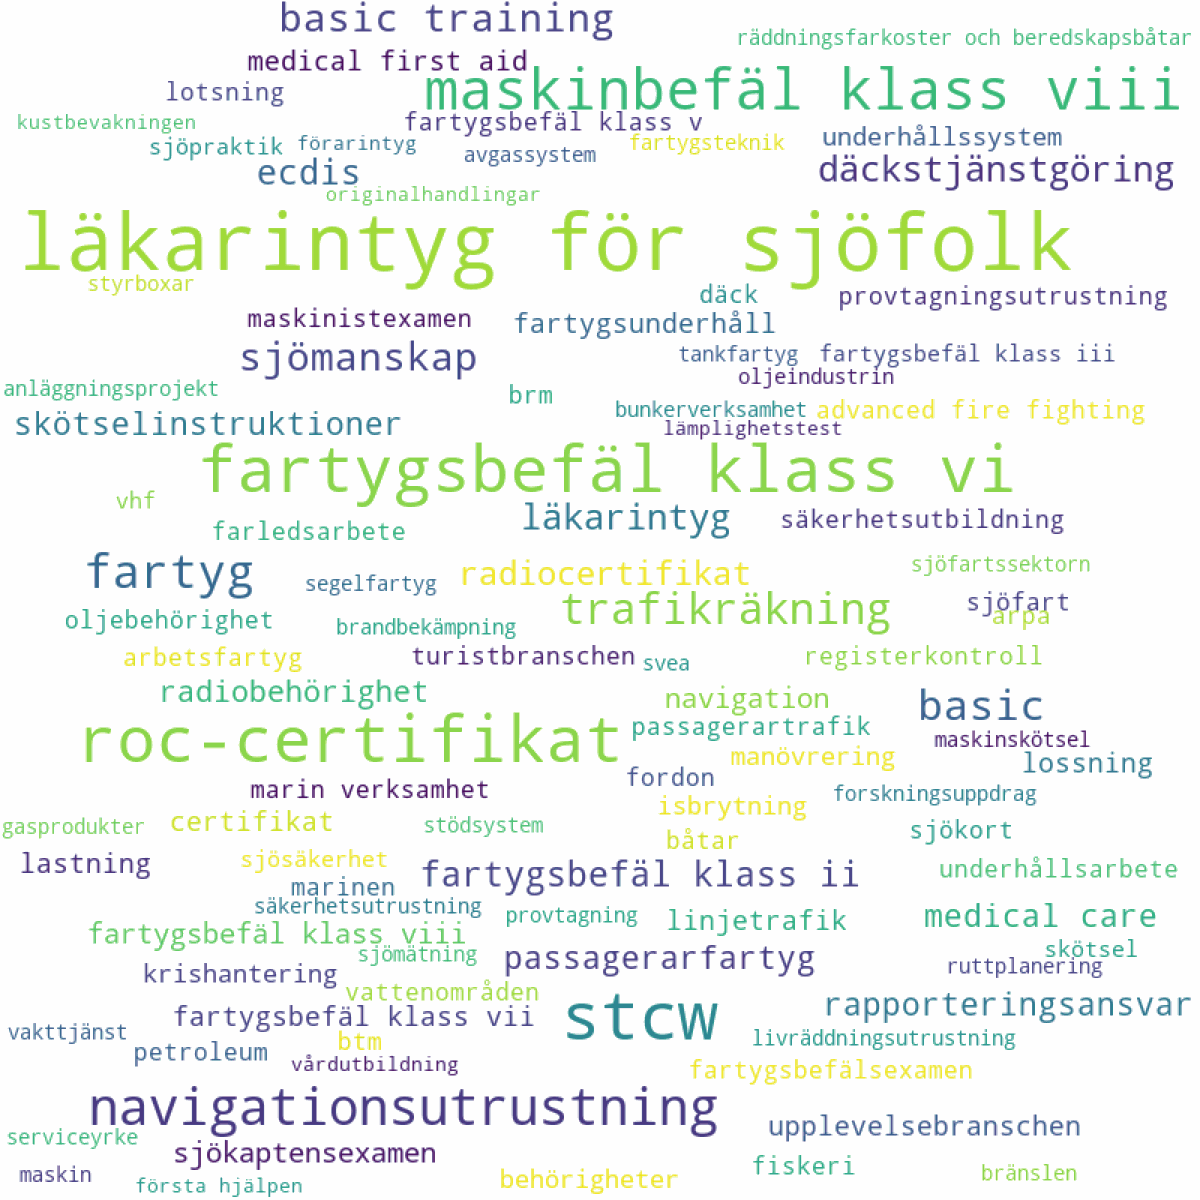 basic training
räddningsfarkoster och beredskapsbåtar
medical first aid
maskinbefäl klass viii
lotsning
kustbevakningen
fartygsbefäl klass v
underhållssystem
sjöpraktik
förarintyg
avgassystem
fartygsteknik
ecdis
däckstjänstgöring
originalhandlingar
läkarintyg för sjöfolk
styrboxar
däck
provtagningsutrustning
maskinistexamen
fartygsunderhåll
sjömanskap
tankfartyg
fartygsbefäl klass iii
oljeindustrin
anläggningsprojekt
brm
bunkerverksamhet
advanced fire fighting
skötselinstruktioner
lämplighetstest
fartygsbefäl klass vi
vhf
läkarintyg
säkerhetsutbildning
farledsarbete
fartyg
segelfartyg
radiocertifikat
sjöfartssektorn
trafikräkning
sjöfart
arpa
oljebehörighet
brandbekämpning
arbetsfartyg
turistbranschen
svea
registerkontroll
radiobehörighet
navigation
basic
roc-certifikat
passagerartrafik
maskinskötsel
manövrering
lossning
fordon
marin verksamhet
isbrytning
forskningsuppdrag
gasprodukter
certifikat
stödsystem
båtar
sjökort
lastning
sjösäkerhet
fartygsbefäl klass ii
underhållsarbete
marinen
säkerhetsutrustning
provtagning
linjetrafik
medical care
fartygsbefäl klass viii
sjömätning
passagerarfartyg
skötsel
krishantering
ruttplanering
vattenområden
stcw
rapporteringsansvar
fartygsbefäl klass vii
vakttjänst
btm
livräddningsutrustning
petroleum
vårdutbildning
fartygsbefälsexamen
navigationsutrustning
upplevelsebranschen
serviceyrke
sjökaptensexamen
fiskeri
maskin
första hjälpen
behörigheter
bränslen